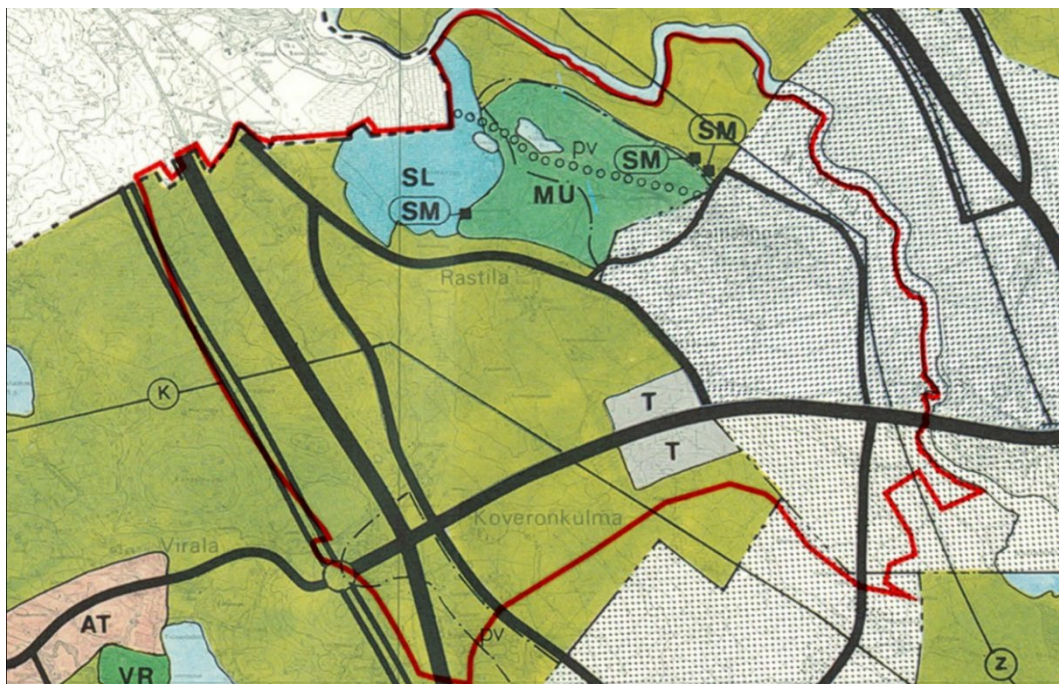 SM
pv
SM
SL
MU
SM
Rastila
K
T
T
Koveronkulma
Virala
AT
pv
VR
Z